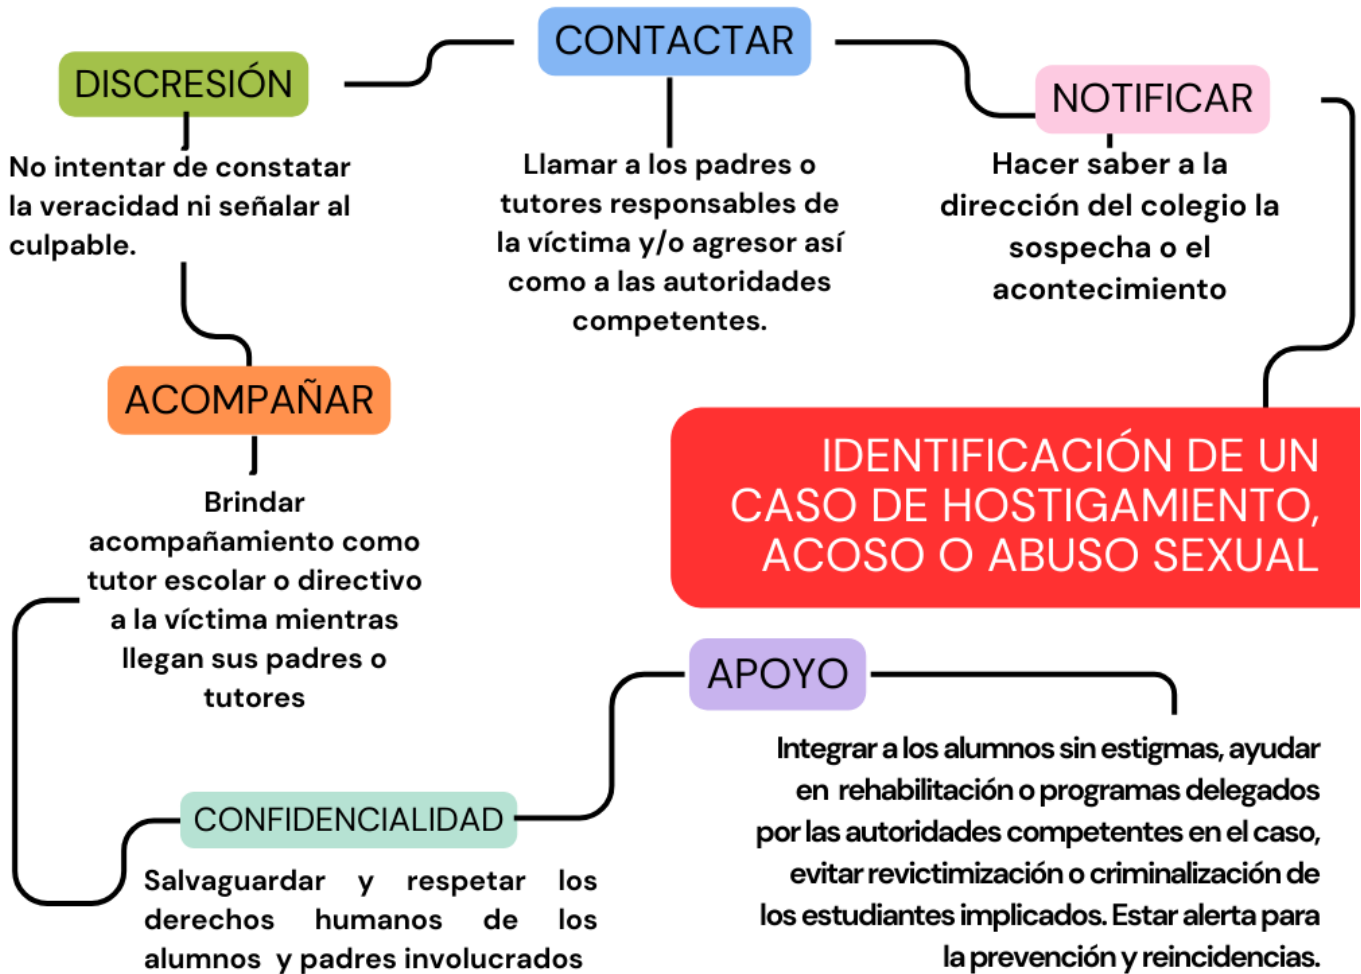 IDENTIFICACIÓN DE UN
CASO DE HOSTIGAMIENTO,
ACOSO O ABUSO SEXUAL
NOTIFICAR
Hacer saber a la
dirección del colegio la
sospecha o el
acontecimiento
CONTACTAR
Llamar a los padres o
tutores responsables de
la víctima y/o agresor así
como a las autoridades
competentes.
DISCRESIÓN
No intentar de constatar
la veracidad ni señalar al
culpable.
ACOMPAÑAR
Brindar
acompañamiento como
tutor escolar o directivo
a la víctima mientras
llegan sus padres o
tutores
CONFIDENCIALIDAD
Salvaguardar y respetar los
derechos humanos de los
alumnos y padres involucrados
APOYO
Integrar a los alumnos sin estigmas, ayudar
en rehabilitación o programas delegados
por las autoridades competentes en el caso,
evitar revictimización o criminalización de
los estudiantes implicados. Estar alerta para
la prevención y reincidencias.